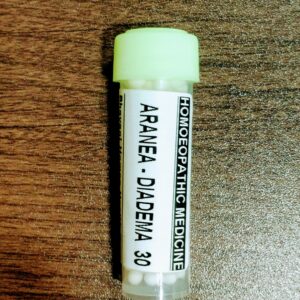 HOMOEOPATHIC MEDICINE
ARANEA - DIADEMA 30